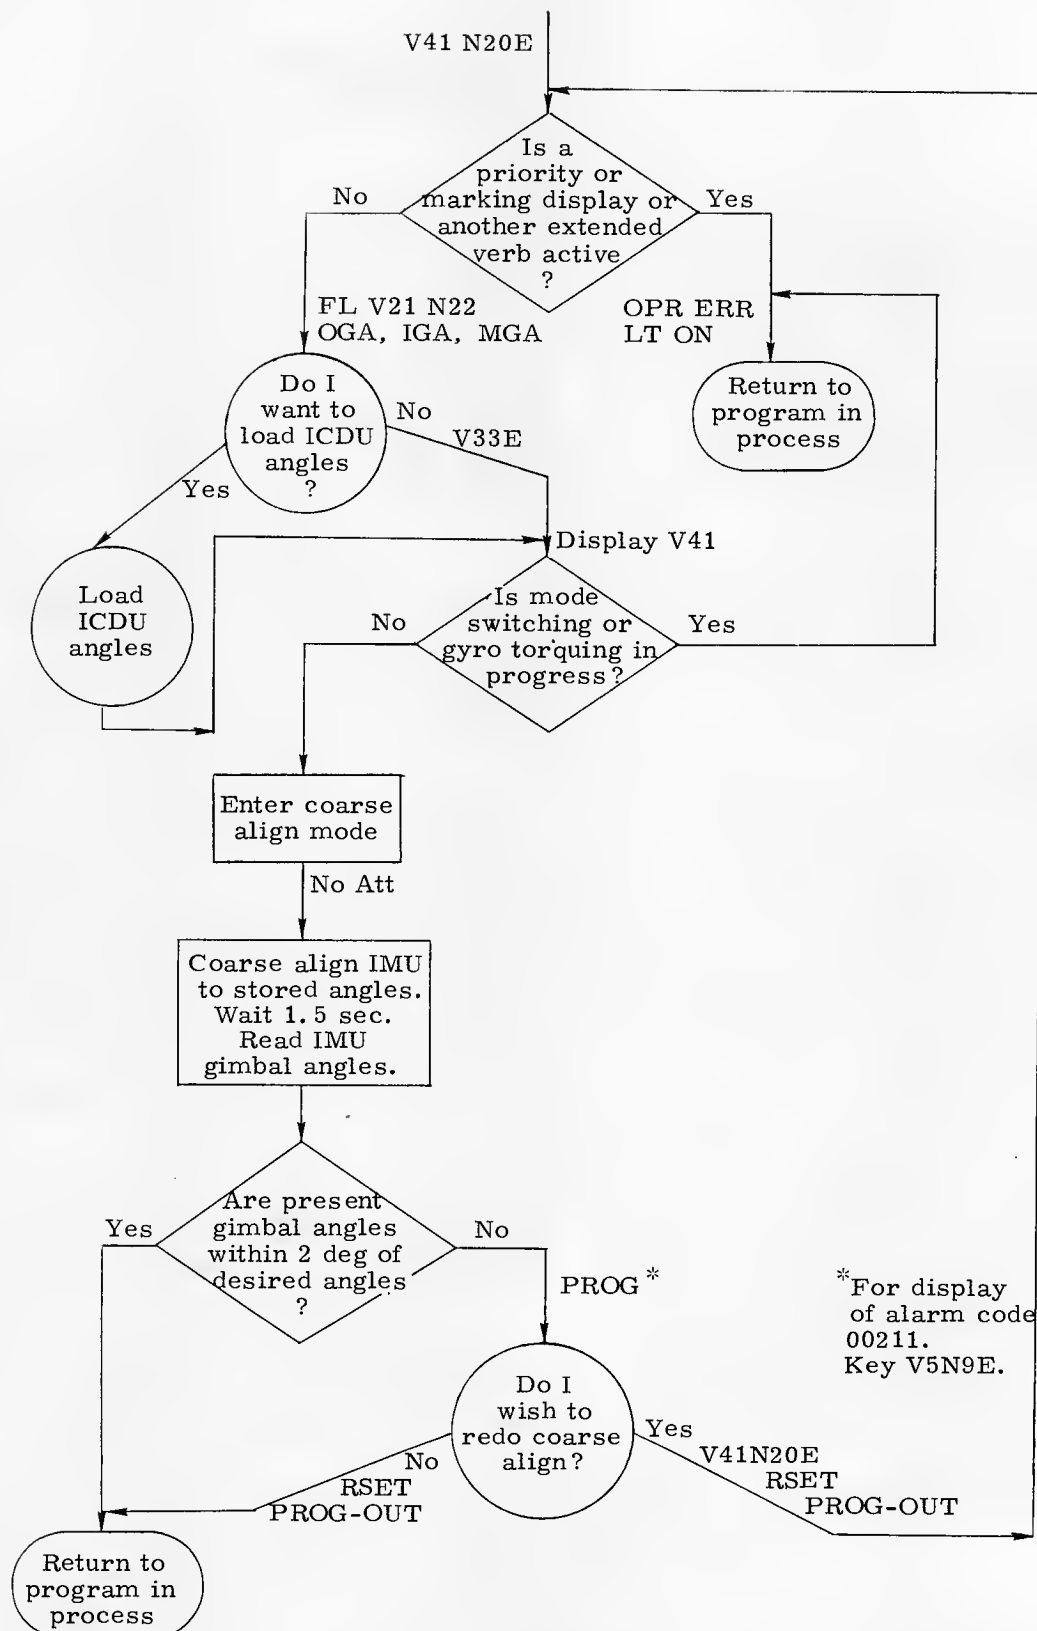 V41 N20E
Is a
priority or
marking display or
another extended
verb active
?
No
Yes
FL V21 N22
OGA, IGA, MGA
OPR ERR
LT ON
Do I
want to
load ICDU
angles
?
No
V33E
Yes
Return to
program in
process
Load
ICDU
angles
Display V41
Is mode
switching or
gyro torquing in
progress?
No
Yes
Enter coarse
align mode
No Att
Coarse align IMU
to stored angles.
Wait 1.5 sec.
Read IMU
gimbal angles.
Are present
gimbal angles
within 2 deg of
desired angles
?
Yes
No
PROG*
*For display
of alarm code
00211.
Key V5N9E.
Do I
wish to
redo coarse
align?
No
RSET
PROG-OUT
Yes
V41N20E
RSET
PROG-OUT
Return to
program in
process